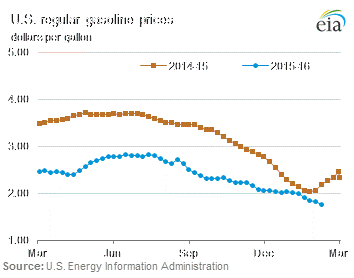 U.S. regular gasoline prices
dollars per gallon
eia
2014-15
2015-16
5.00
4.00
3.00
2.00
1.00
Mar Jun Sep Dec Mar
Source: U.S. Energy Information Administration